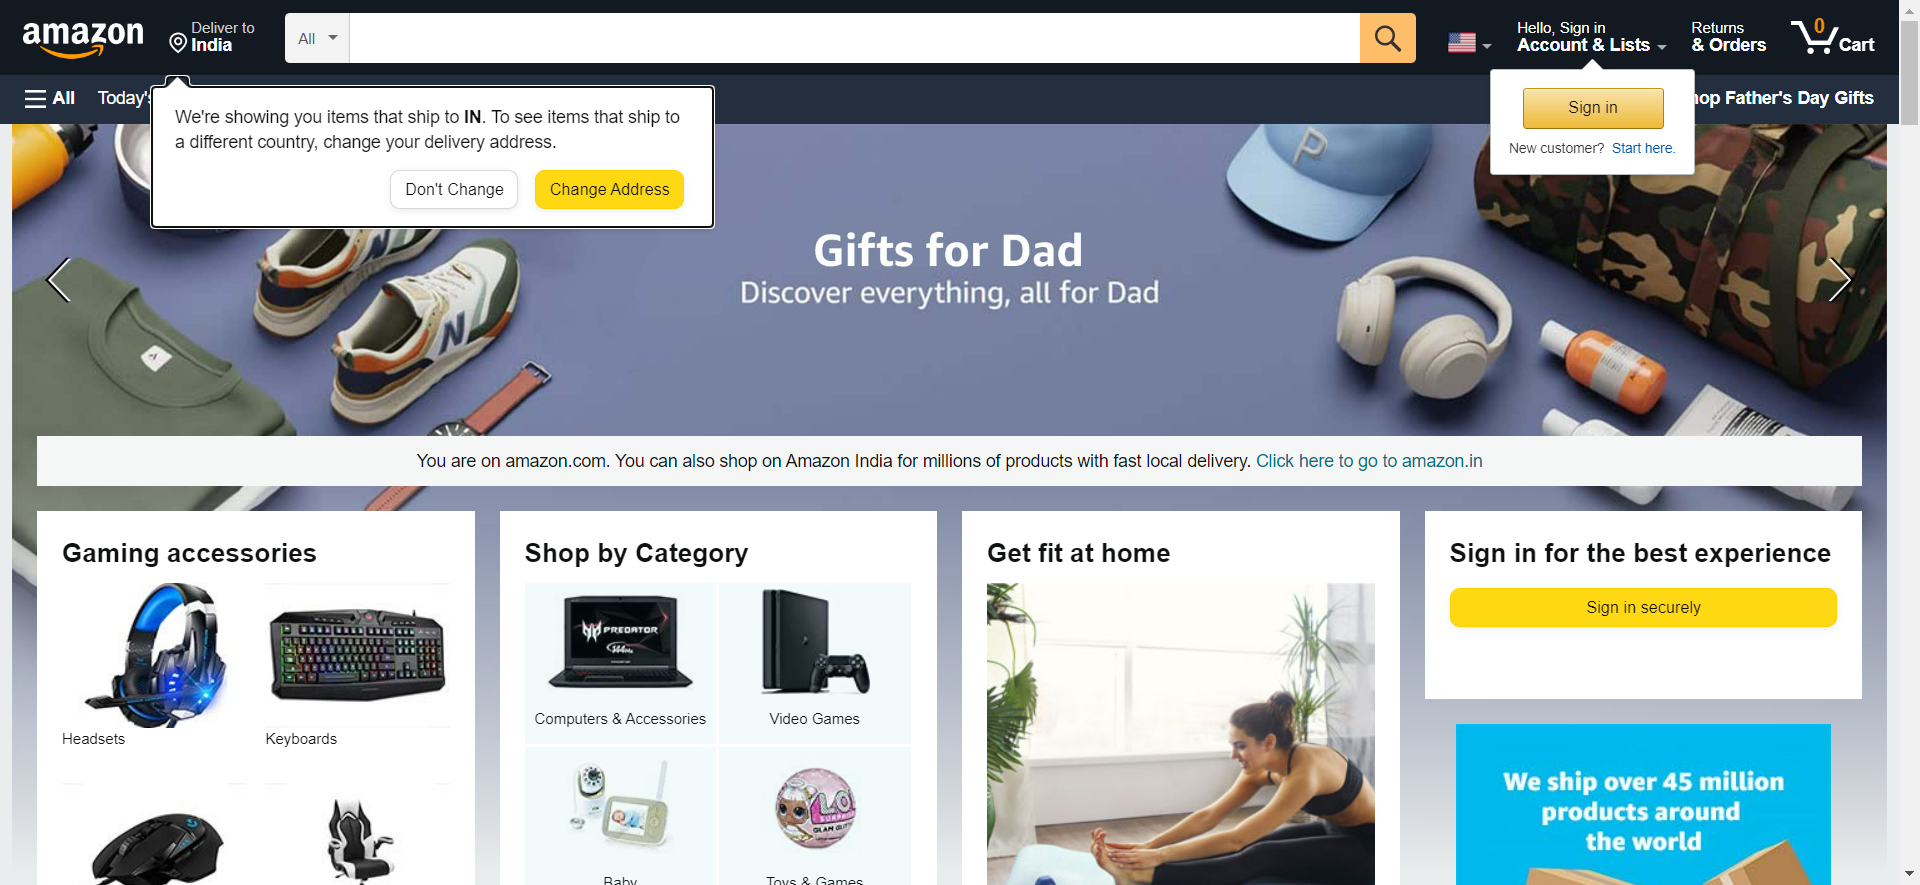 amazon
Deliver to
India
All
Hello, Sign in
Account & Lists
Returns
& Orders
0
Cart
All
Today's
hop Father's Day Gifts
We're showing you items that ship to IN. To see items that ship to
a different country, change your delivery address.
Don't Change
Change Address
Sign in
New customer? Start here.
P
Gifts for Dad
Discover everything, all for Dad
N
N
A
You are on amazon.com. You can also shop on Amazon India for millions of products with fast local delivery. Click here to go to amazon.in
Gaming accessories
Headsets
Keyboards
Shop by Category
PREDATOR
144Hz
Computers & Accessories
Video Games
Baby
LOL
SURPRISE
GLAM GLITTER
Toys & Games
Get fit at home
Sign in for the best experience
Sign in securely
We ship over 45 million
products around
the world